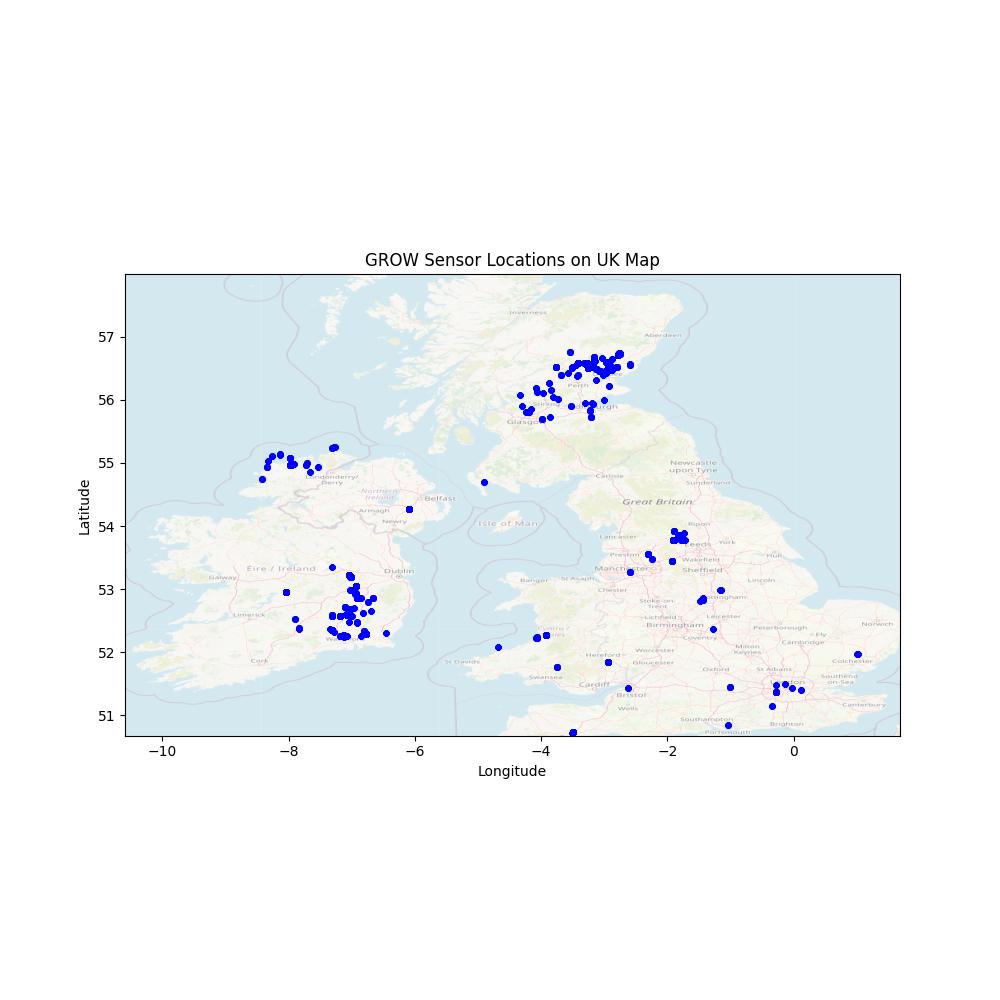 GROW Sensor Locations on UK Map
57
56
55
54
53
52
51
Latitude
Inverness
Aberdeen
Perth
Glasgow
Londonderry/
Derry
Northern
Ireland
Belfast
Armagh
Newry
Carlisle
Newcastle
upon Tyne
Sunderland
Great Britain
Isle of Man
Ripon
Lancaster
York
Preston
Leeds
Hull
Wakefield
Manchester
Sheffield
Éire / Ireland
Dublin
Galway
Bangor
St Asaph
Chester
Lincoln
Stoke-on-
Trent
Limerick
Lichfield
Leicester
Norwich
Birmingham
Peterborough
Coventry
Ely
Cork
Worcester
Milton
Keynes
Cambridge
St Davids
Hereford
Gloucester
Colchester
Oxford
St Albans
Swansea
Cardiff
Southend
-on-Sea
Bristol
Wells
Canterbury
Southampton
Brighton
Portsmouth
−10
−8
−6
−4
−2
0
Longitude